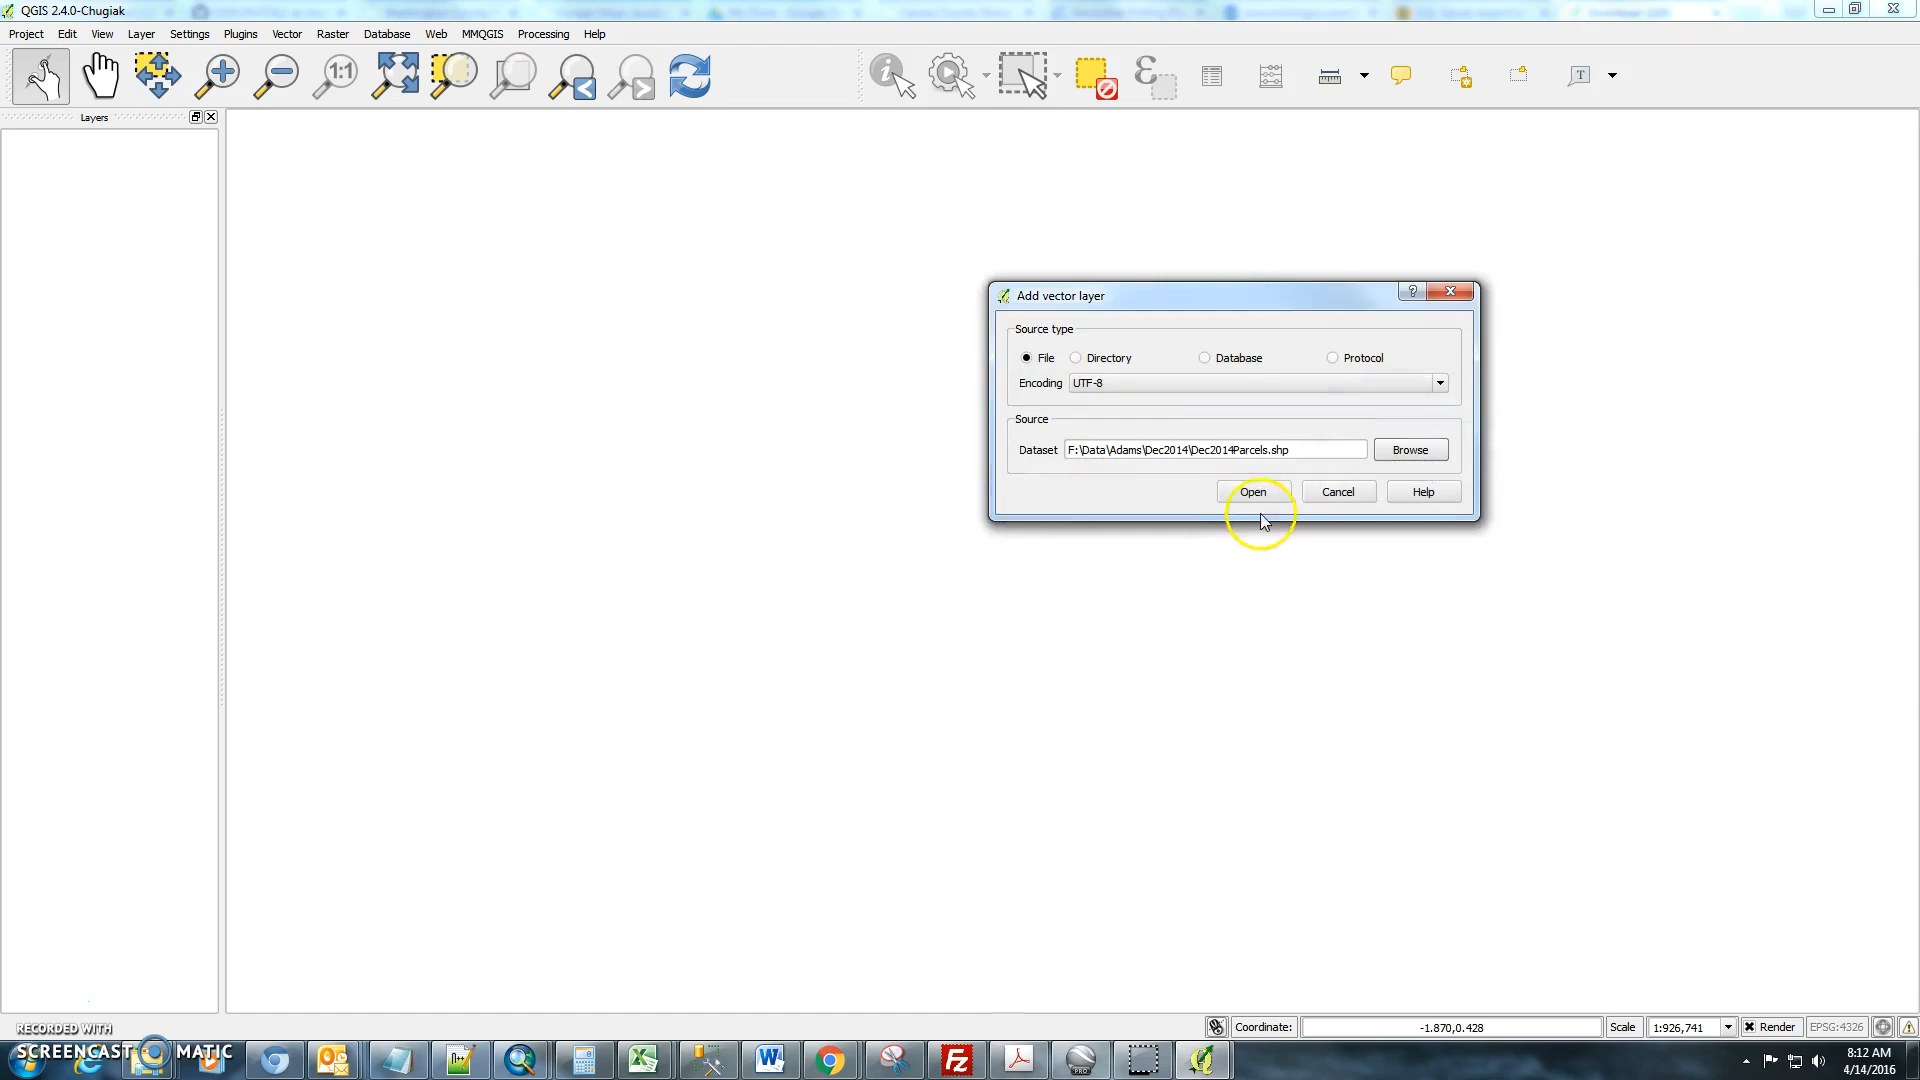 QGIS 2.4.0-Chugiak
Project Edit View Layer Settings Plugins Vector Raster Database Web MMQGIS Processing Help
1:1
T
Layers
Add vector layer
?
Source type
File Directory Database Protocol
Encoding UTF-8
Source
Dataset F:\Data\Adams\Dec2014\Dec2014Parcels.shp Browse
Open Cancel Help
Coordinate: -1.870,0.428 Scale 1:926,741 Render EPSG:4326
RECORDED WITH
SCREENCAST MATIC
PRO
8:12 AM
4/14/2016